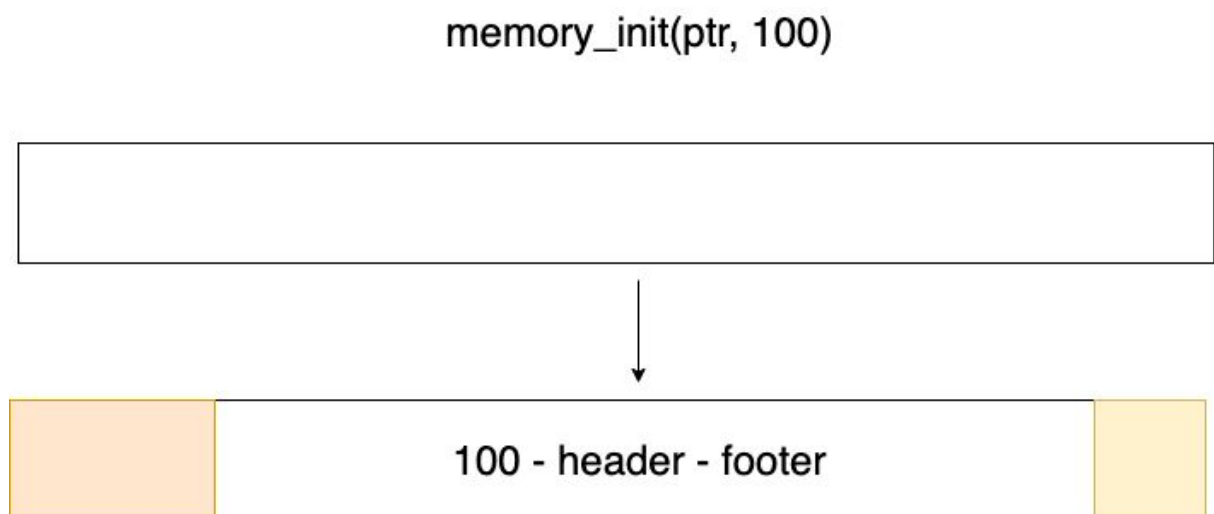 memory_init(ptr, 100)
100 - header - footer